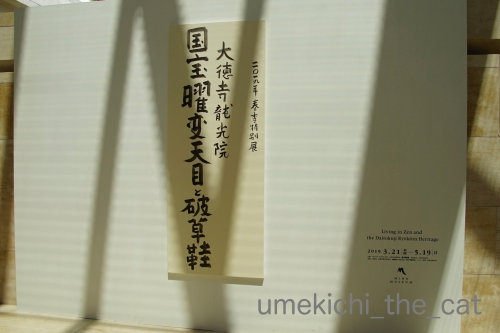 二〇一九年 春季特別展
大徳寺龍光院
国宝曜変天目と破草鞋
Living in Zen and
the Daitokuji Ryokoin Heritage
2019 3.21 — 5.19
MIHO
MUSEUM
umekichi_the_cat